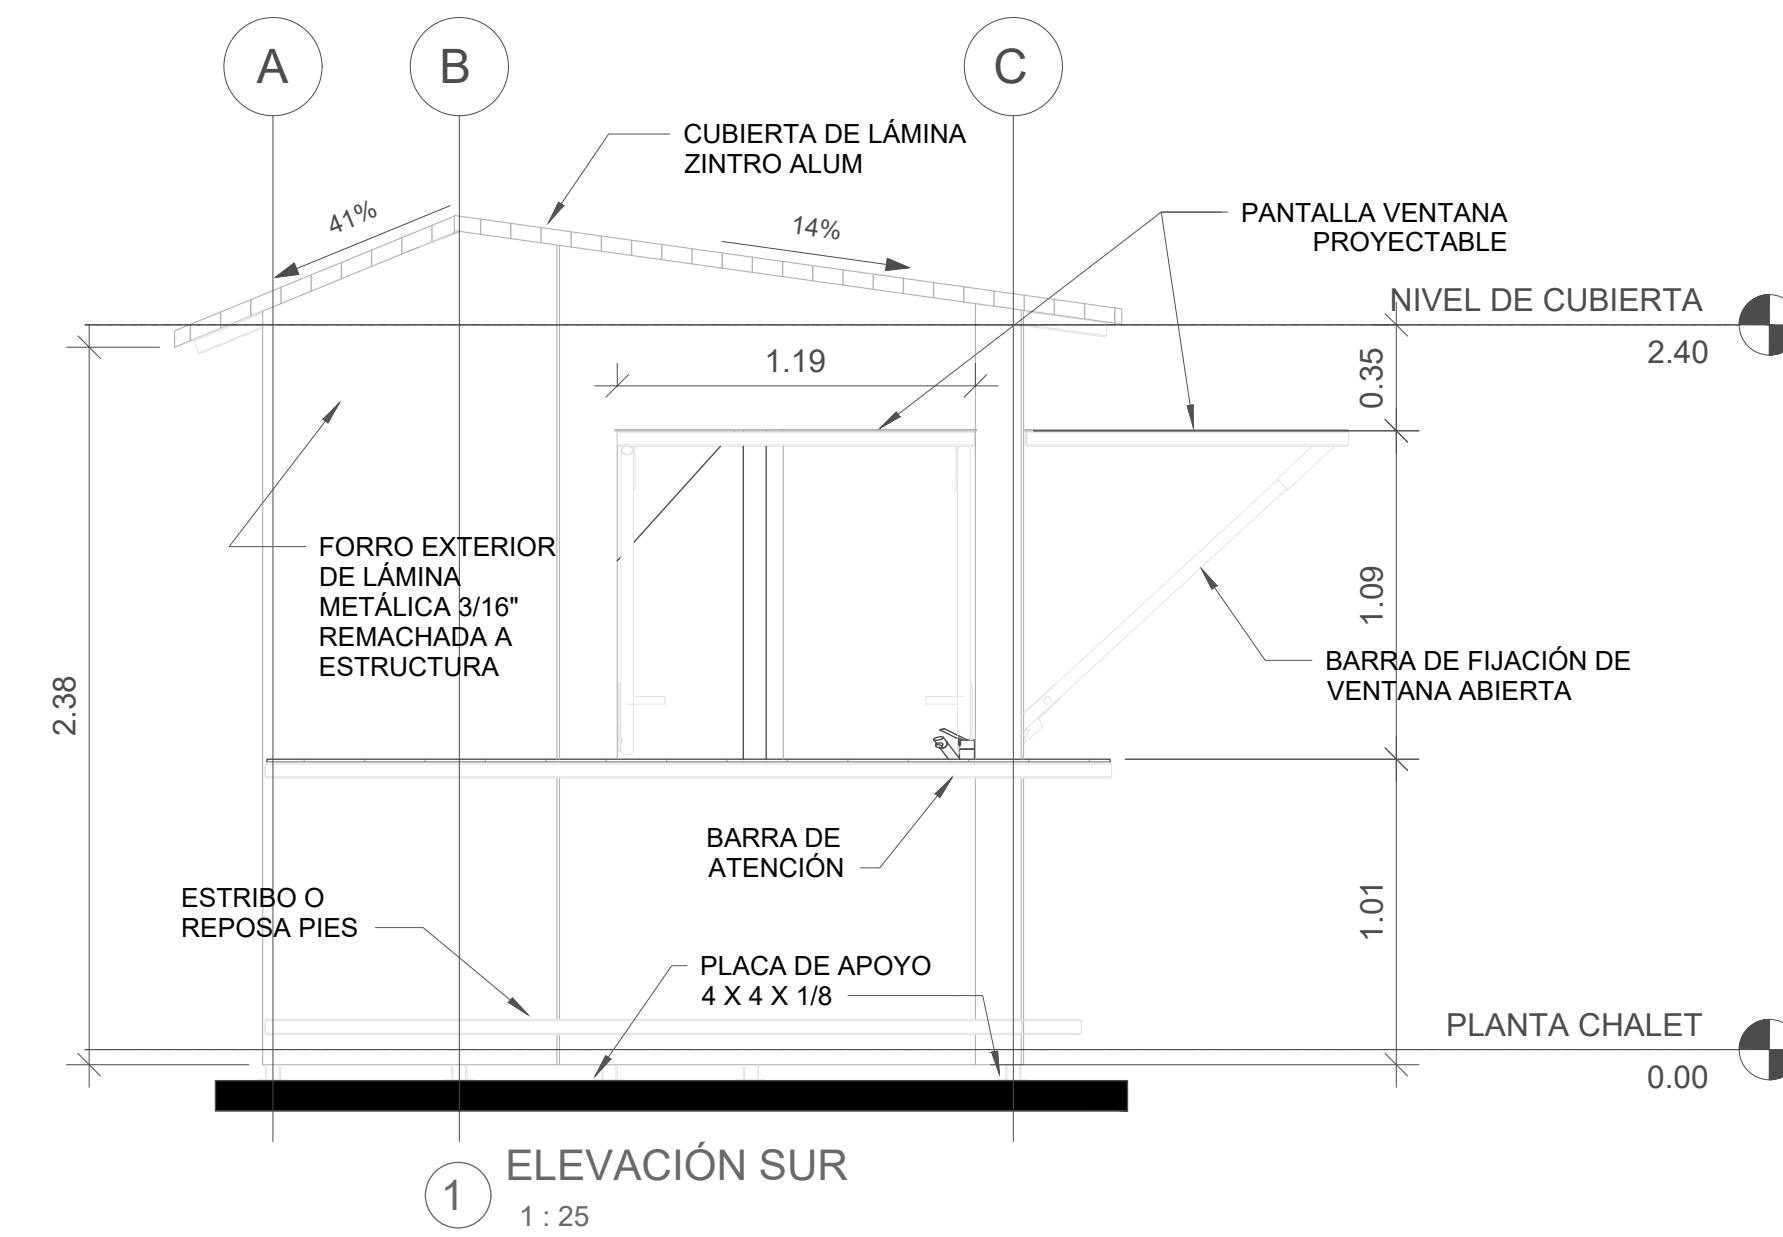 A
B
C
CUBIERTA DE LÁMINA
ZINTRO ALUM
41%
14%
PANTALLA VENTANA
PROYECTABLE
NIVEL DE CUBIERTA
2.40
1.19
0.35
FORRO EXTERIOR
DE LÁMINA
METÁLICA 3/16"
REMACHADA A
ESTRUCTURA
1.09
BARRA DE FIJACIÓN DE
VENTANA ABIERTA
2.38
BARRA DE
ATENCIÓN
ESTRIBO O
REPOSA PIES
1.01
PLACA DE APOYO
4 X 4 X 1/8
PLANTA CHALET
0.00
1
ELEVACIÓN SUR
1 : 25